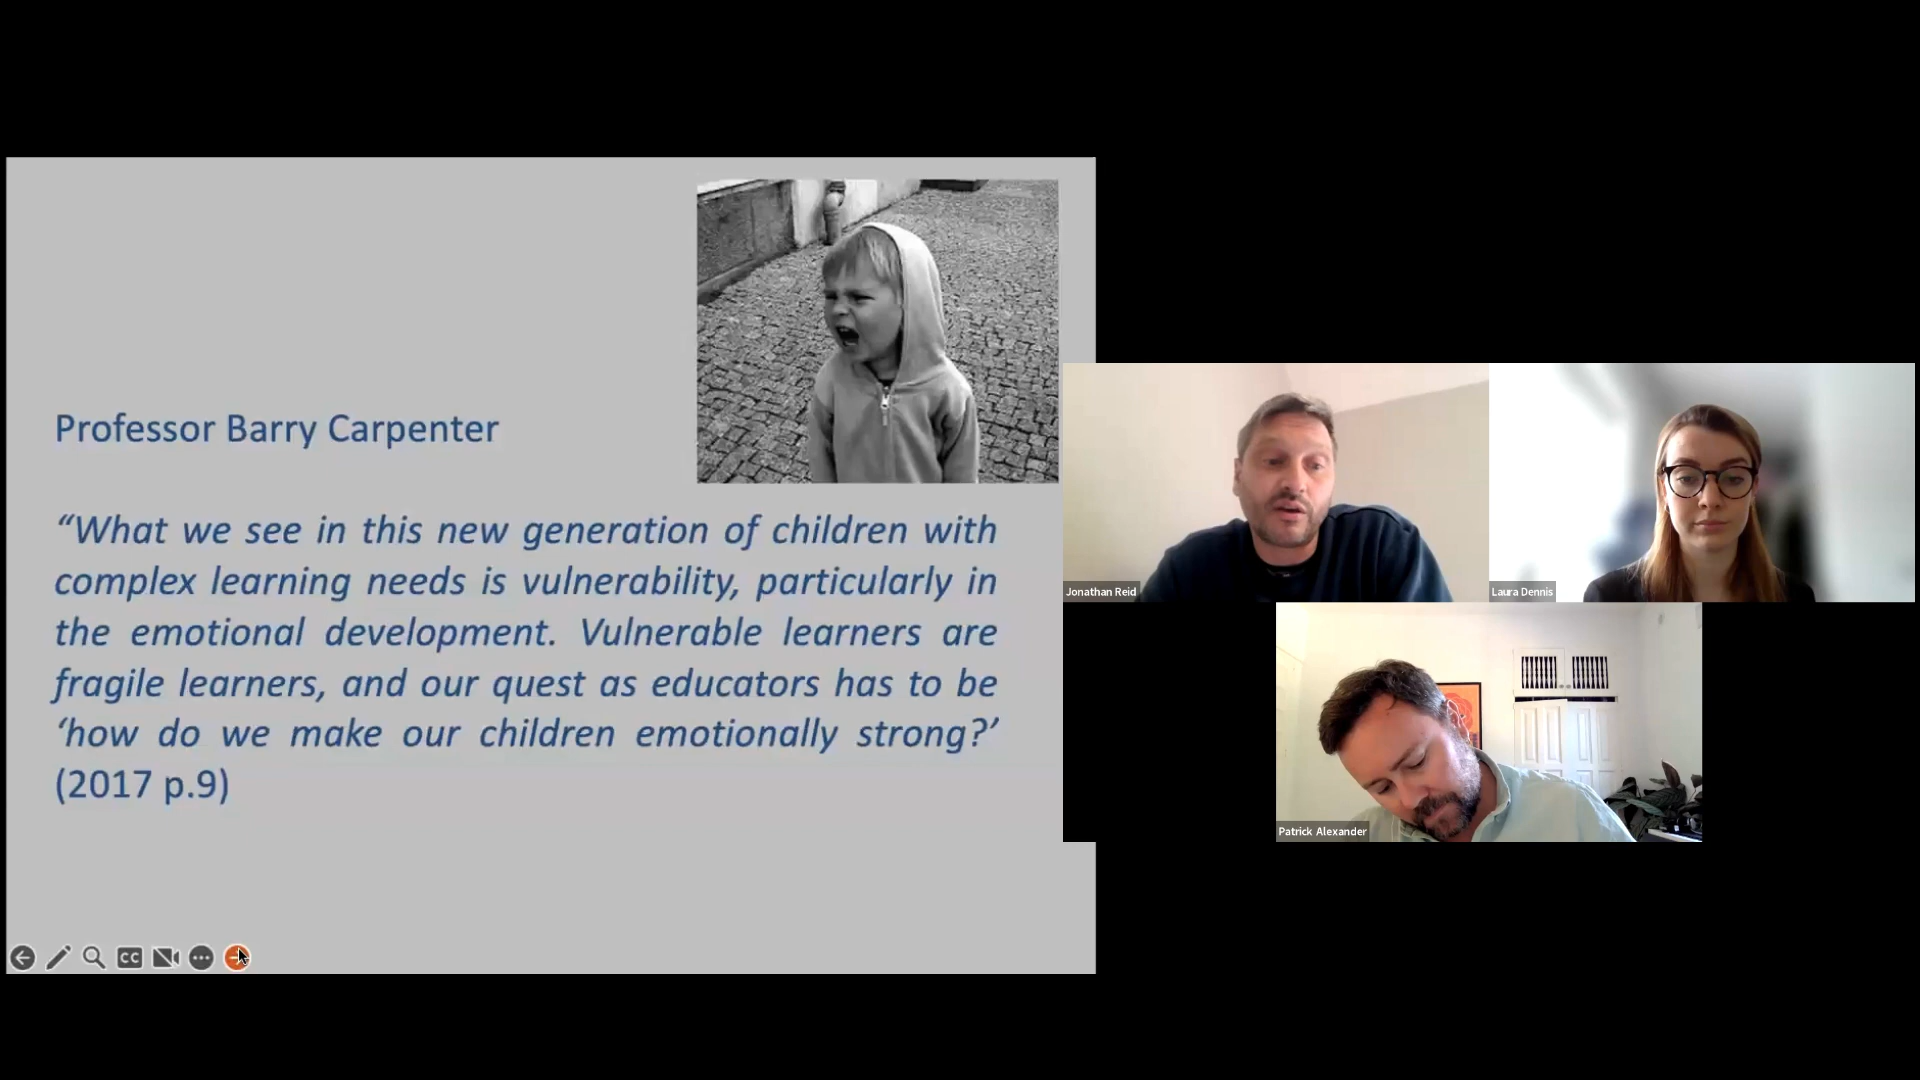 Professor Barry Carpenter
“What we see in this new generation of children with
complex learning needs is vulnerability, particularly in
the emotional development. Vulnerable learners are
fragile learners, and our quest as educators has to be
‘how do we make our children emotionally strong?’
(2017 p.9)
CC
Jonathan Reid
Laura Dennis
Patrick Alexander